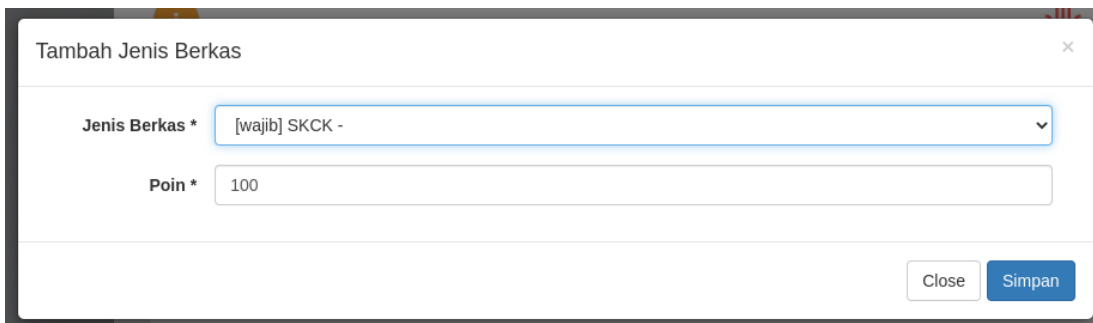 Tambah Jenis Berkas ×
Jenis Berkas * [wajib] SKCK -
Poin * 100
Close Simpan